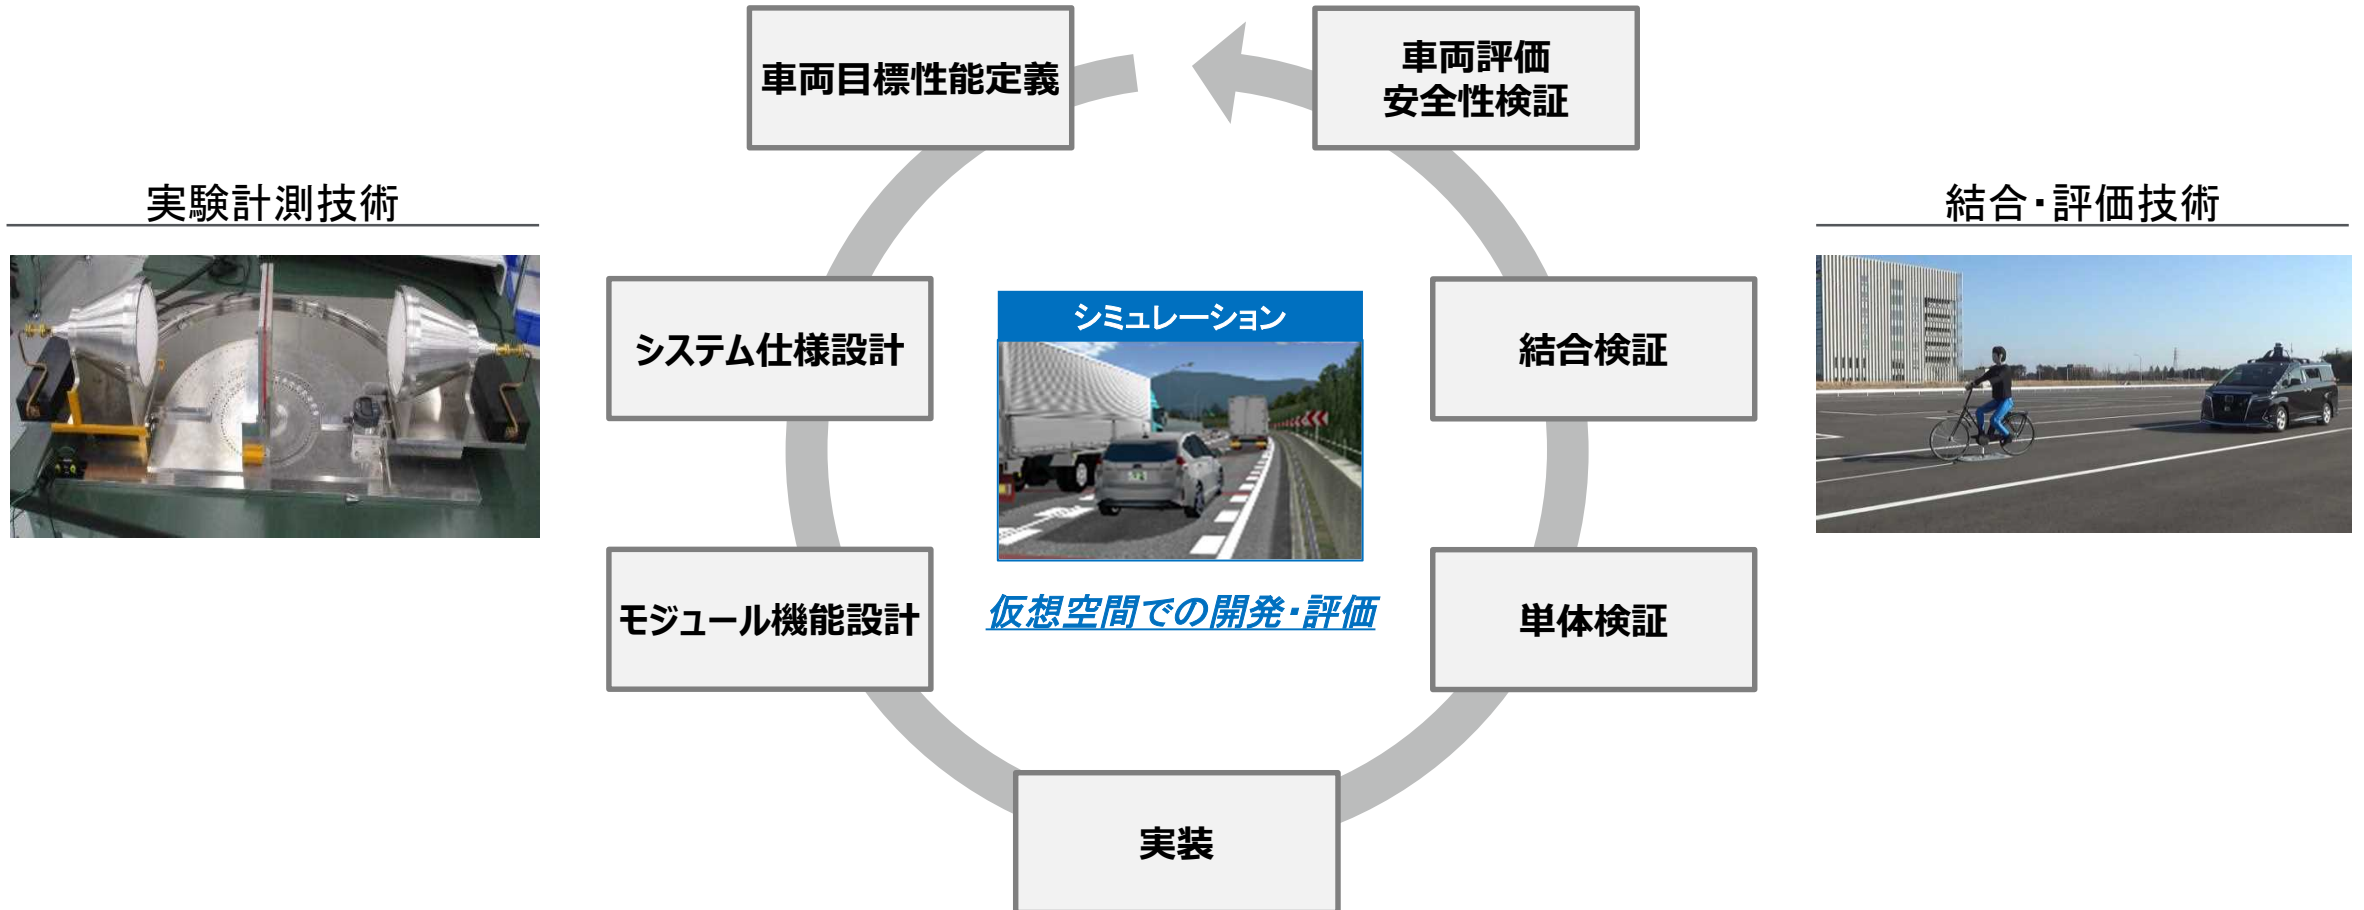 車両目標性能定義
車両評価
安全性検証
実験計測技術
結合・評価技術
システム仕様設計
シミュレーション
結合検証
モジュール機能設計
仮想空間での開発・評価
単体検証
実装